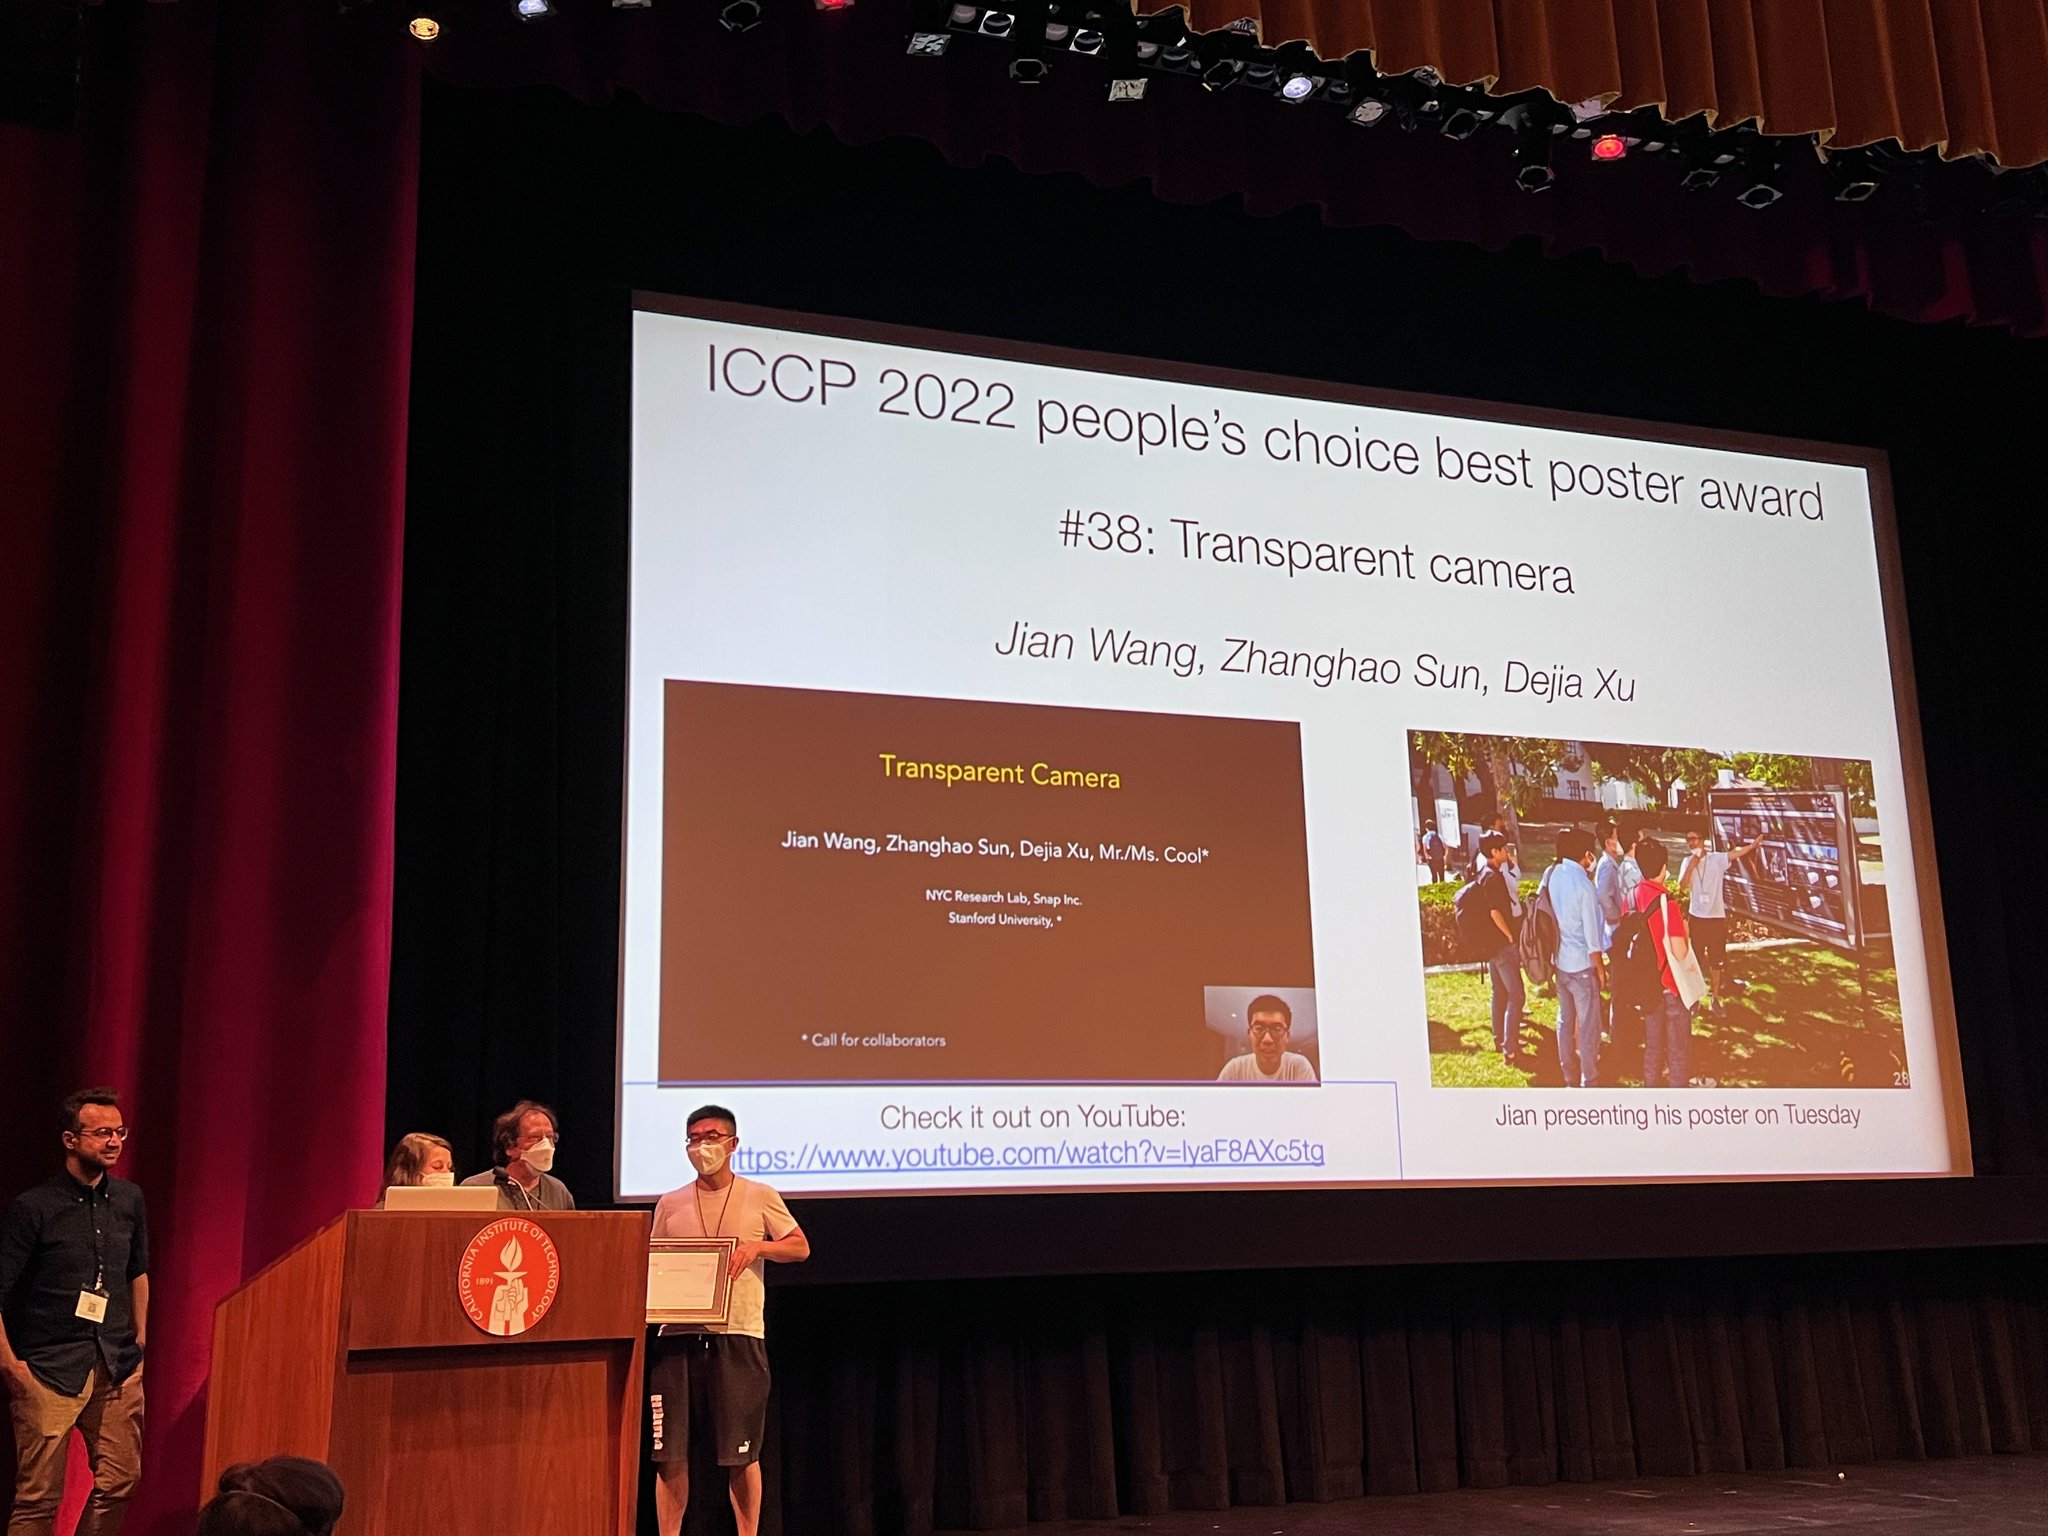 ICCP 2022 people's choice best poster award
#38: Transparent camera
Jian Wang, Zhanghao Sun, Dejia Xu
Transparent Camera
Jian Wang, Zhanghao Sun, Dejia Xu, Mr./Ms. Cool*
NYC Research Lab, Snap Inc.
Stanford University, *
* Call for collaborators
28
Check it out on YouTube:
ttps://www.youtube.com/watch?v=lyaF8AXc5tg
Jian presenting his poster on Tuesday
CALIFORNIA INSTITUTE OF TECHNOLOGY
1891